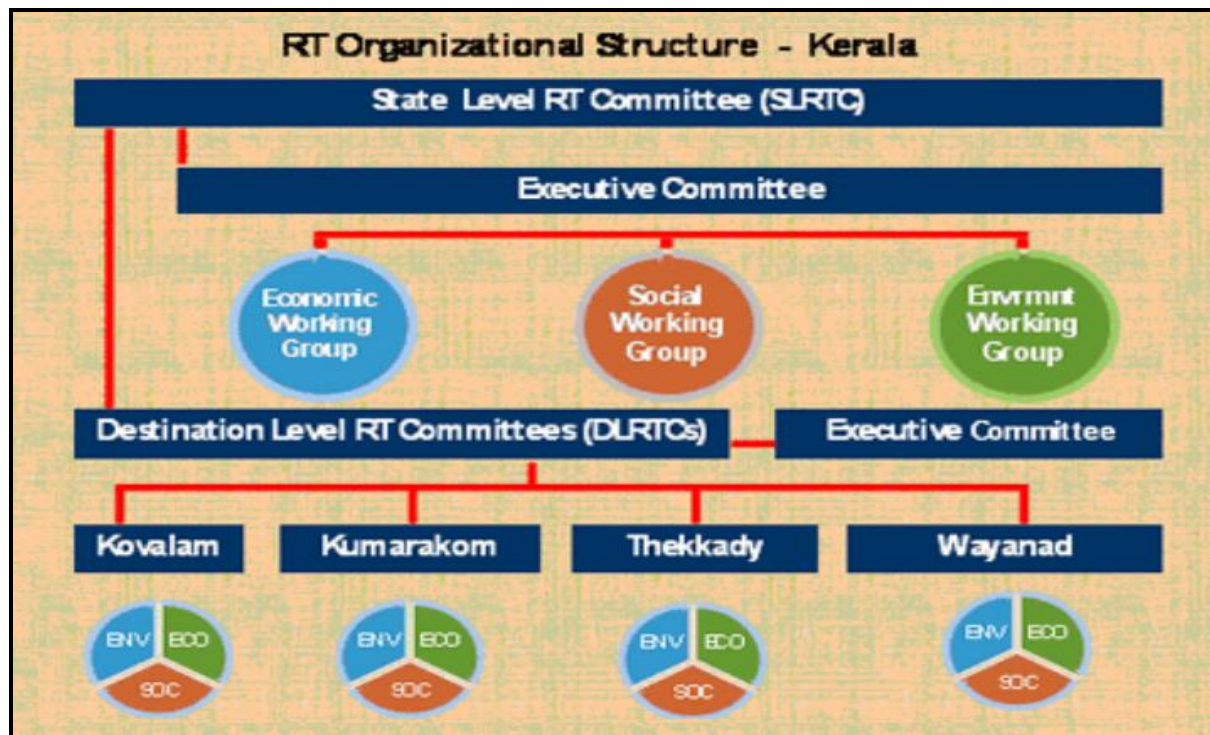 RT Organizational Structure - Kerala
State Level RT Committee (SLRTC)
Executive Committee
Economic
Working
Group
Social
Working
Group
Envrmnt
Working
Group
Destination Level RT Committees (DLRTCs)
Executive Committee
Kovalam
Kumarakom
Thekkady
Wayanad
ENV
ECO
SOC
ENV
ECO
SOC
ENV
ECO
SOC
ENV
ECO
SOC